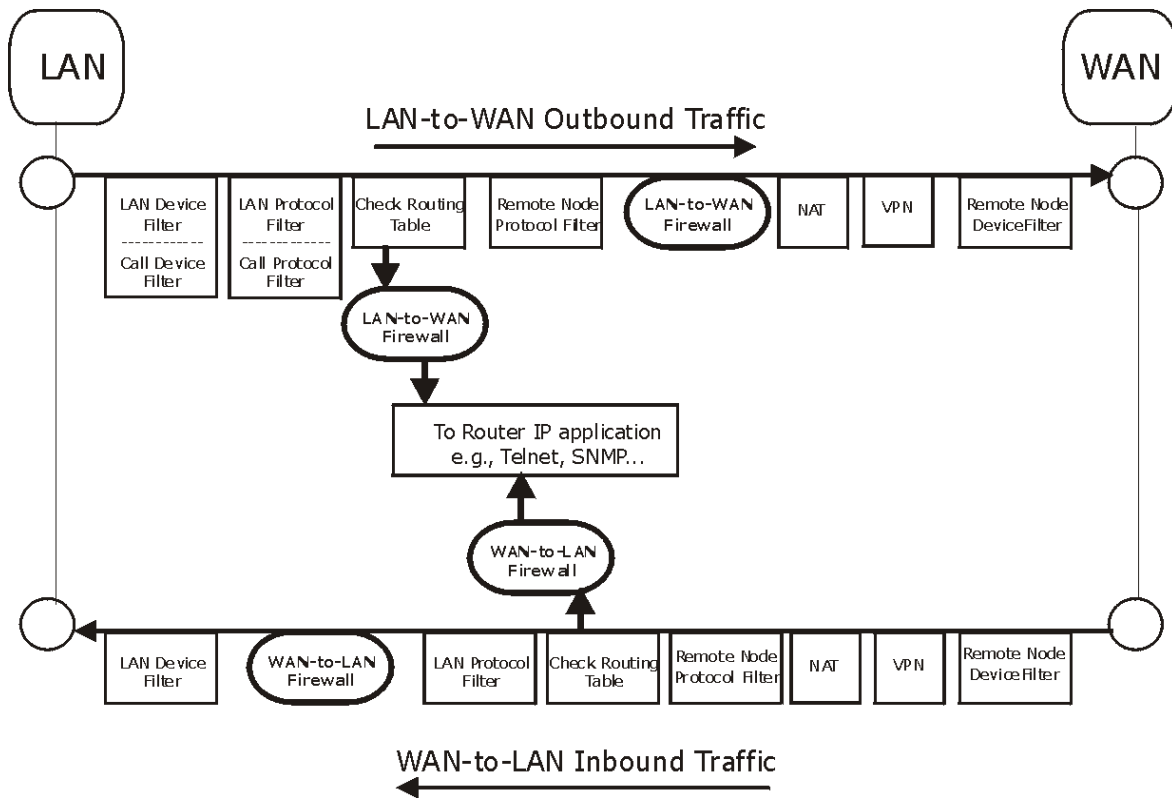 LAN
WAN
LAN-to-WAN Outbound Traffic
LAN Device
Filter
------------
Call Device
Filter
LAN Protocol
Filter
------------
Call Protocol
Filter
Check Routing
Table
Remote Node
Protocol Filter
LAN-to-WAN
Firewall
NAT
VPN
Remote Node
DeviceFilter
LAN-to-WAN
Firewall
To Router IP application
e.g., Telnet, SNMP...
WAN-to-LAN
Firewall
LAN Device
Filter
WAN-to-LAN
Firewall
LAN Protocol
Filter
Check Routing
Table
Remote Node
Protocol Filter
NAT
VPN
Remote Node
DeviceFilter
WAN-to-LAN Inbound Traffic